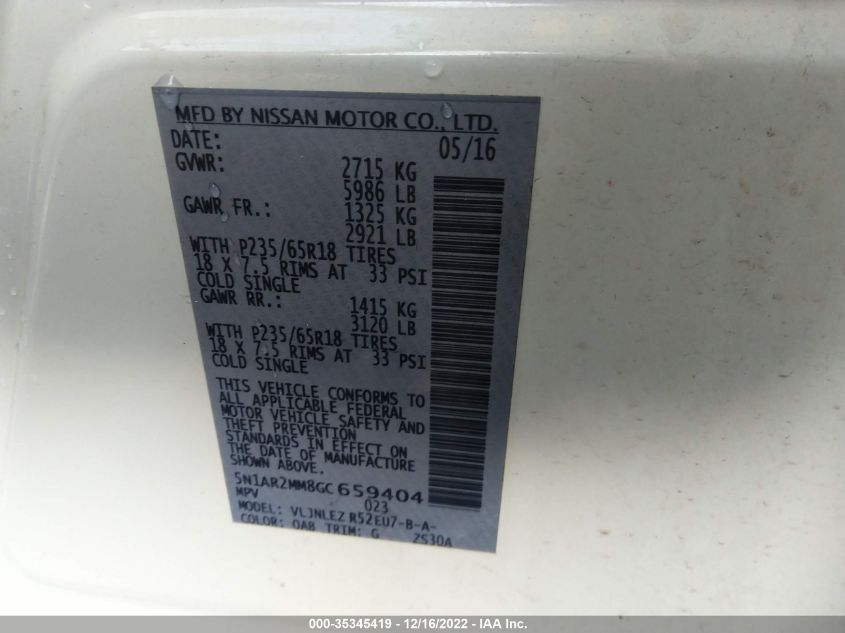 MFD BY NISSAN MOTOR CO., LTD.
DATE: 05/16
GVWR: 2715 KG
5986 LB
GAWR FR.: 1325 KG
2921 LB
WITH P235/65R18 TIRES
18 X 7.5 RIMS AT 33 PSI
COLD SINGLE
GAWR RR.: 1415 KG
3120 LB
WITH P235/65R18 TIRES
18 X 7.5 RIMS AT 33 PSI
COLD SINGLE
THIS VEHICLE CONFORMS TO
ALL APPLICABLE FEDERAL
MOTOR VEHICLE SAFETY AND
THEFT PREVENTION
STANDARDS IN EFFECT ON
THE DATE OF MANUFACTURE
SHOWN ABOVE.
5N1AR2MM8GC659404
MPV 023
MODEL: VLJNLEZ R52EU7-B-A-
COLOR: QAB TRIM: G 2S30A
000-35345419 - 12/16/2022 - IAA Inc.